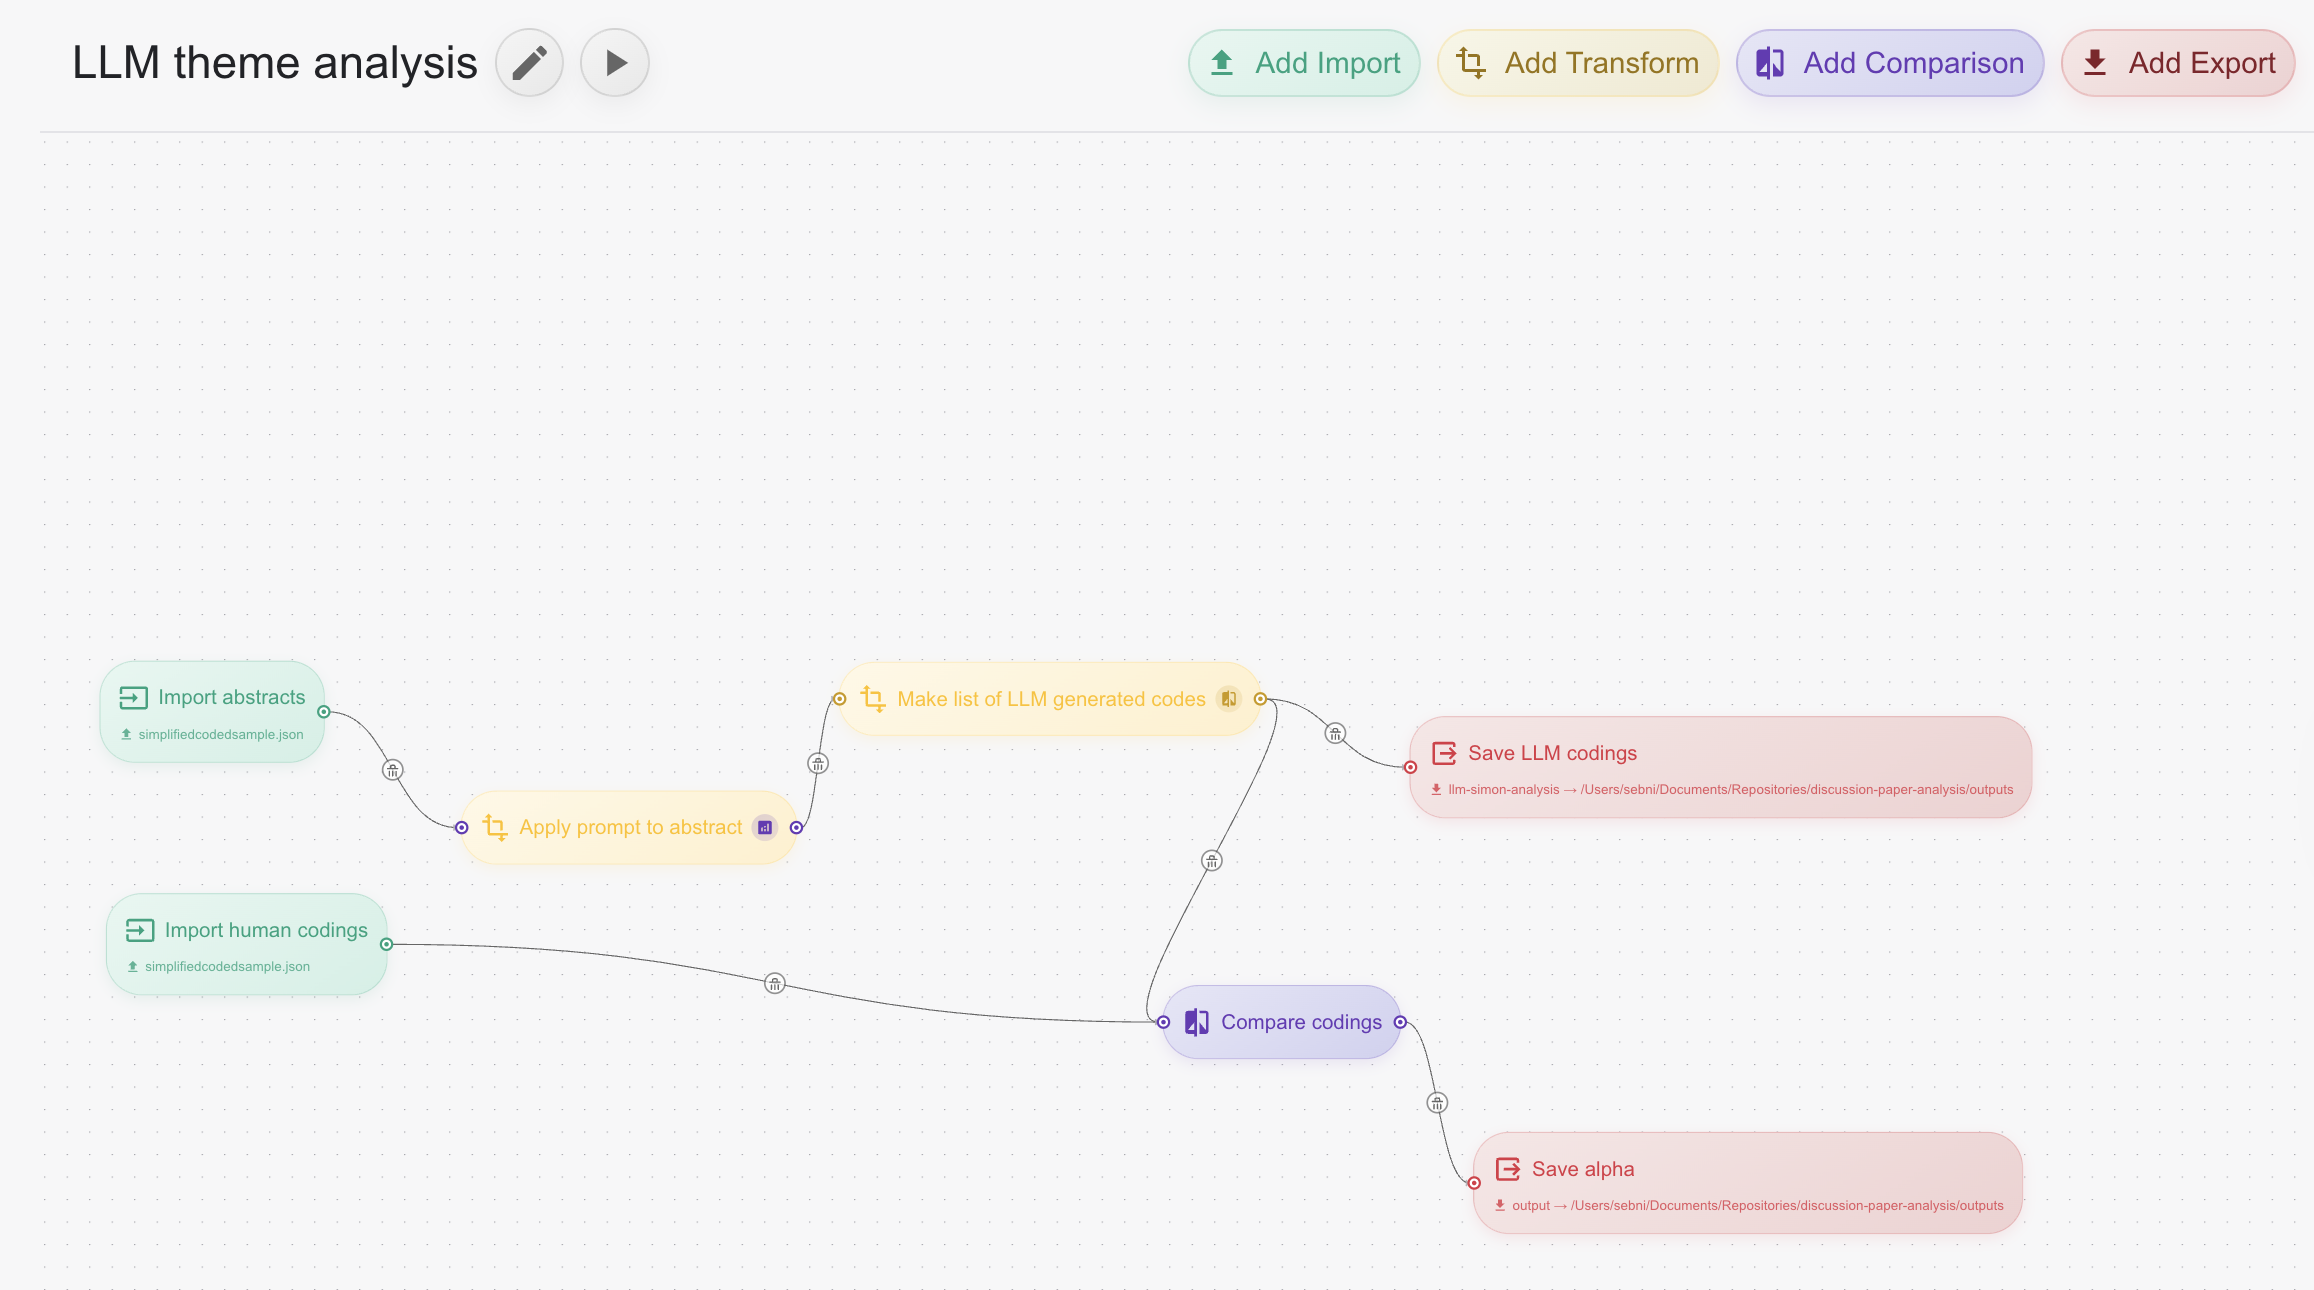 LLM theme analysis
Add Import
Add Transform
Add Comparison
Add Export
Import abstracts
simplifiedcodedsample.json
Make list of LLM generated codes
Save LLM codings
llm-simon-analysis → /Users/sebni/Documents/Repositories/discussion-paper-analysis/outputs
Apply prompt to abstract
Import human codings
simplifiedcodedsample.json
Compare codings
Save alpha
output → /Users/sebni/Documents/Repositories/discussion-paper-analysis/outputs